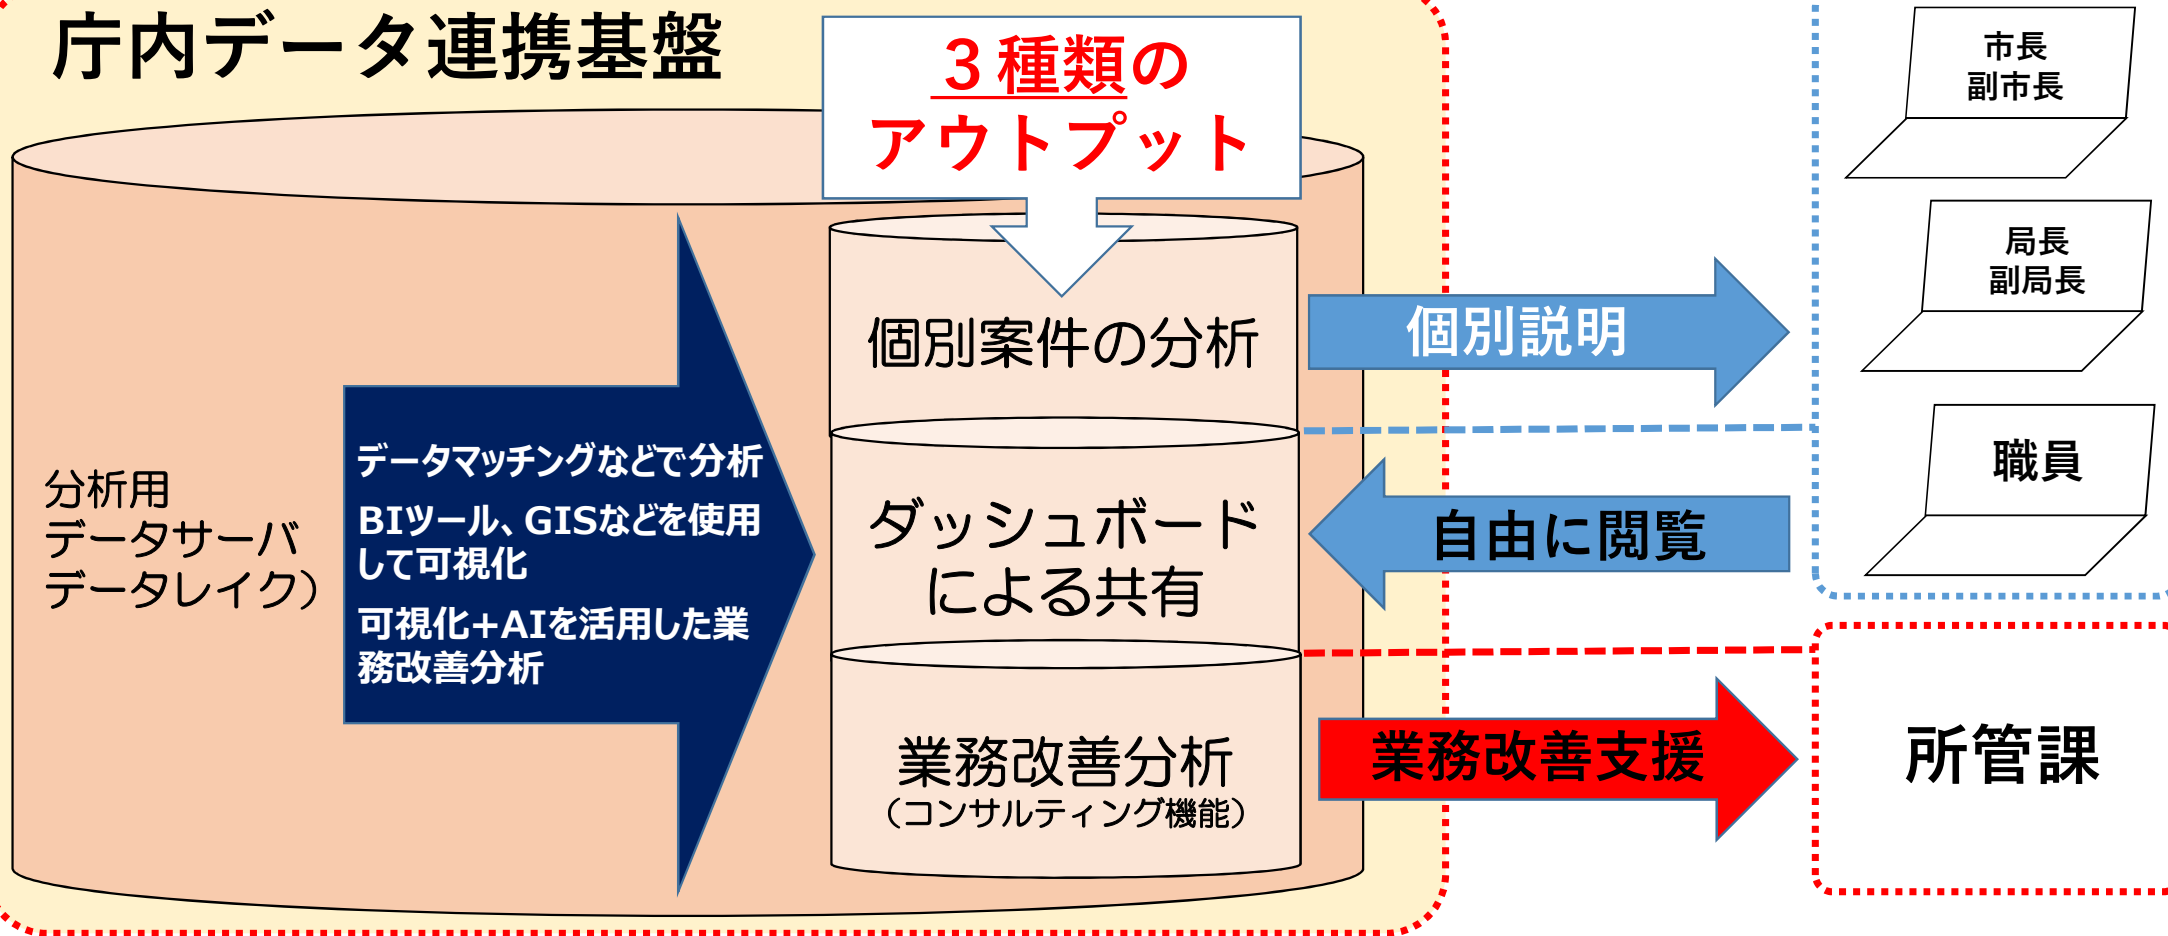 庁内データ連携基盤
３種類の
アウトプット
分析用
データサーバ
データレイク）
データマッチングなどで分析
BIツール、GISなどを使用
して可視化
可視化+AIを活用した業
務改善分析
個別案件の分析
ダッシュボード
による共有
業務改善分析
（コンサルティング機能）
個別説明
自由に閲覧
業務改善支援
市長
副市長
局長
副局長
職員
所管課